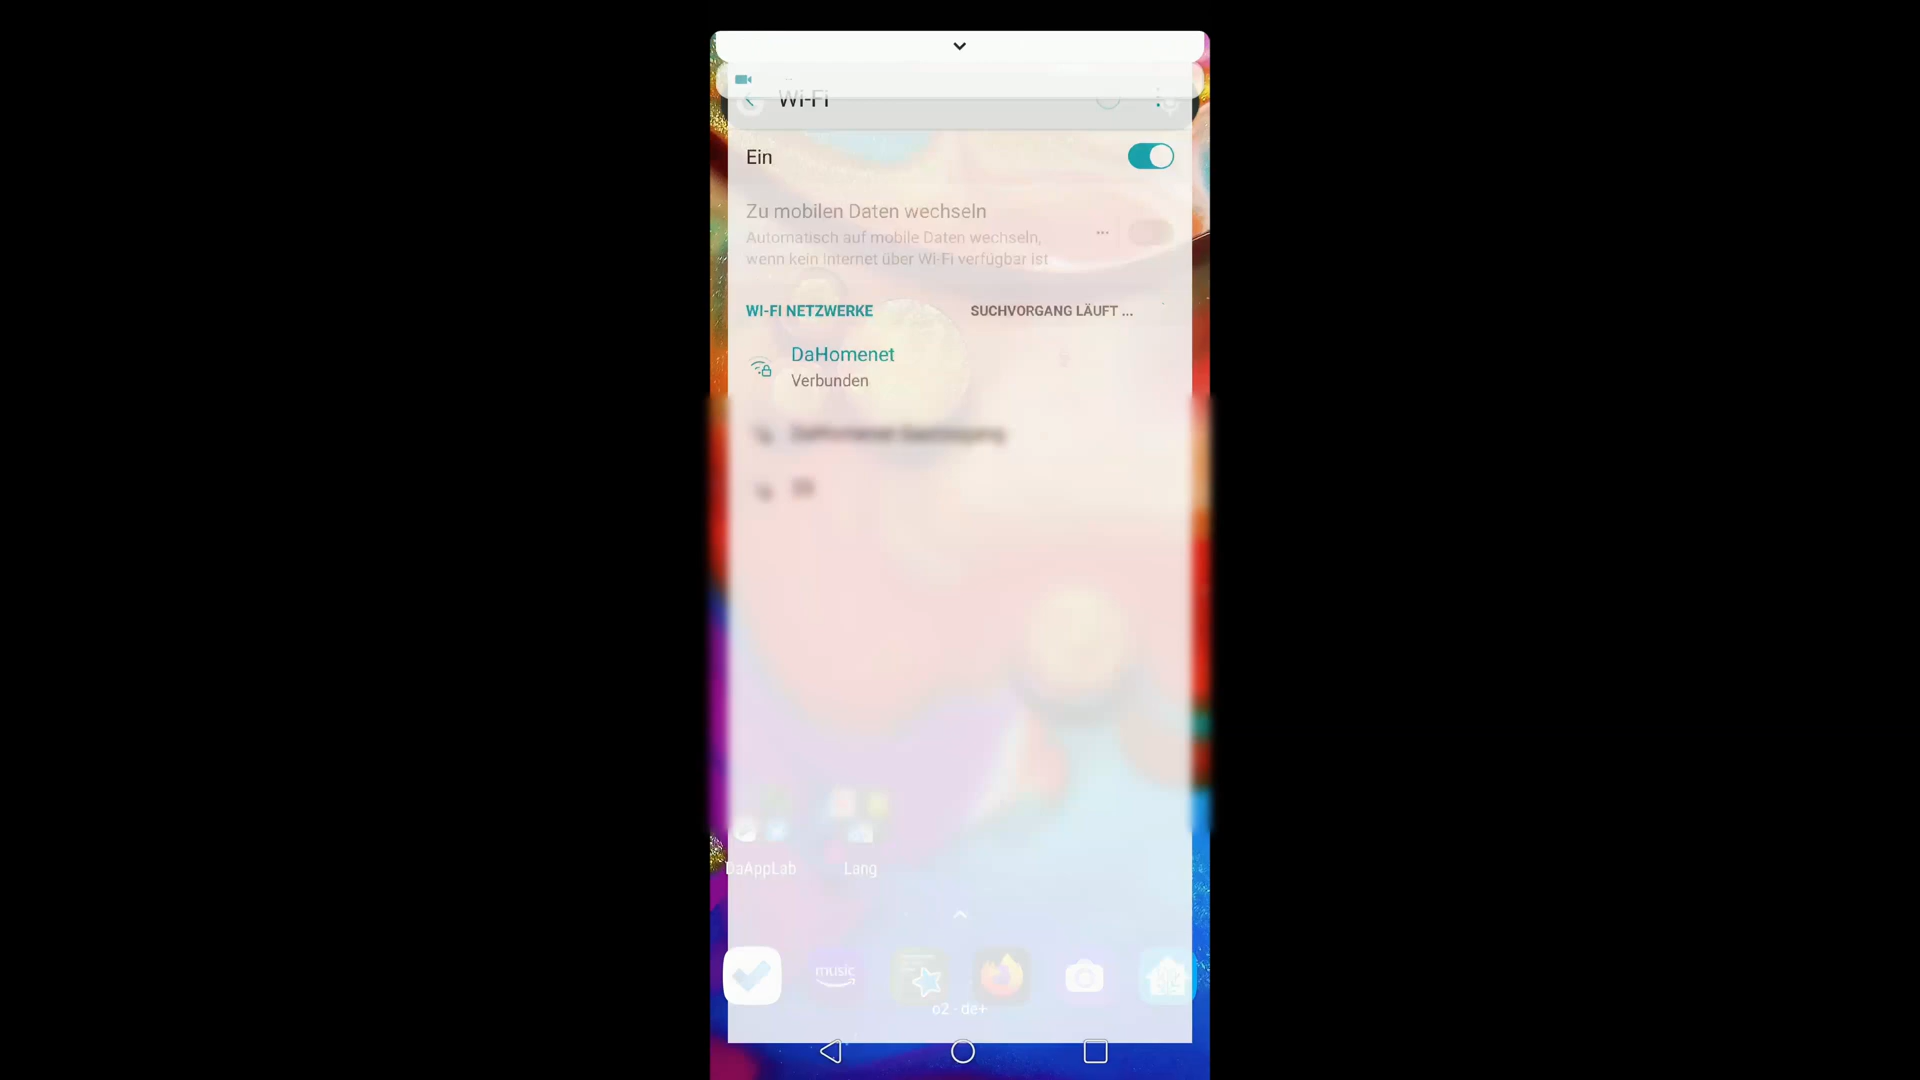 Wi-Fi
Ein
Zu mobilen Daten wechseln
Automatisch auf mobile Daten wechseln,
wenn kein Internet über Wi-Fi verfügbar ist
WI-FI NETZWERKE
SUCHVORGANG LÄUFT ...
DaHomenet
Verbunden
DaAppLab
Lang
music
o2 - de+